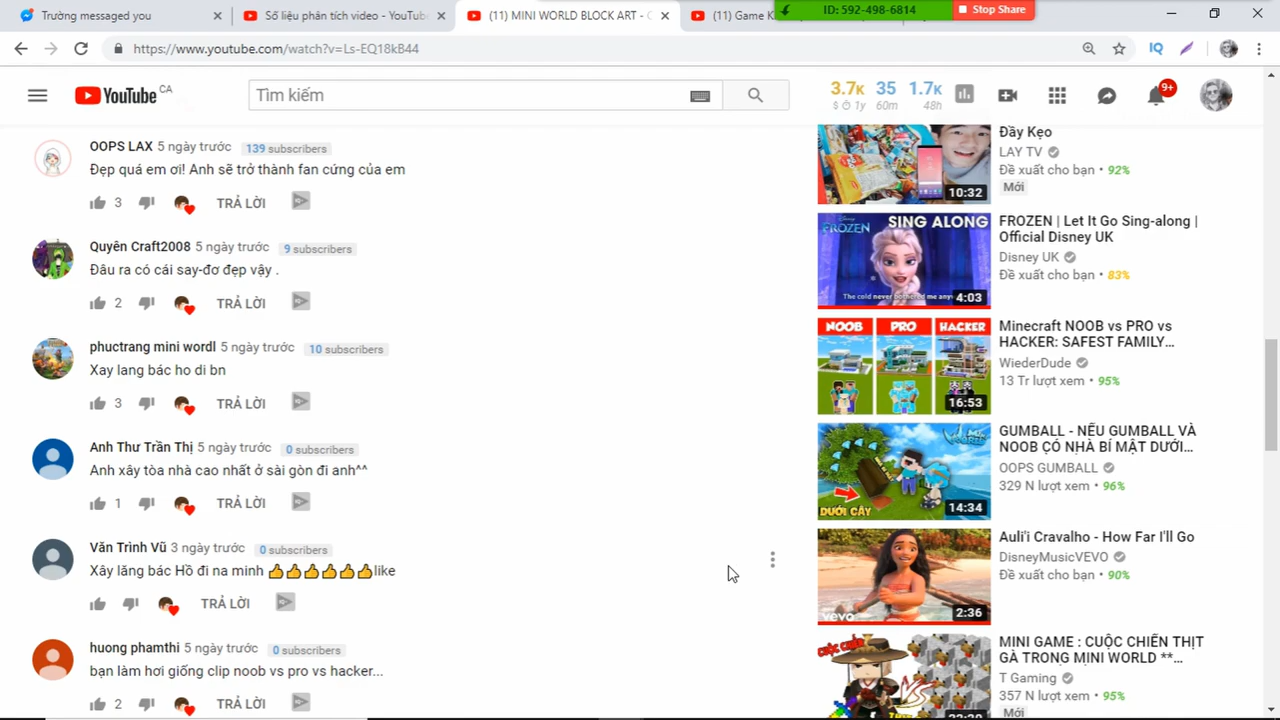 Trường messaged you
Số liệu phân tích video - YouTube
(11) MINI WORLD BLOCK ART -
(11) Game K
ID: 592-498-6814
Stop Share
https://www.youtube.com/watch?v=Ls-EQ18kB44
IQ
YouTube CA
Tìm kiếm
3.7K 35 1.7K
$ 1y 60m 48h
9+
OOPS LAX 5 ngày trước 139 subscribers
Đẹp quá em ơi! Anh sẽ trở thành fan cứng của em
3 TRẢ LỜI
Quyên Craft2008 5 ngày trước 9 subscribers
Đâu ra có cái say-đơ đẹp vậy .
2 TRẢ LỜI
phuctrang mini wordl 5 ngày trước 10 subscribers
Xay lang bác ho di bn
3 TRẢ LỜI
Anh Thư Trần Thị 5 ngày trước 0 subscribers
Anh xây tòa nhà cao nhất ở sài gòn đi anh^^
1 TRẢ LỜI
Văn Trình Vũ 3 ngày trước 0 subscribers
Xây lăng bác Hồ đi na minh 👍👍👍👍👍👍like
TRẢ LỜI
huong phamthi 5 ngày trước 0 subscribers
bạn làm hơi giống clip noob vs pro vs hacker...
2 TRẢ LỜI
10:32
Đầy Kẹo
LAY TV
Đề xuất cho bạn • 92%
Mới
FROZEN
SING ALONG
The cold never bothered me any
4:03
FROZEN | Let It Go Sing-along |
Official Disney UK
Disney UK
Đề xuất cho bạn • 83%
NOOB PRO HACKER
16:53
Minecraft NOOB vs PRO vs
HACKER: SAFEST FAMILY...
WiederDude
13 Tr lượt xem • 95%
DƯỚI CÂY
14:34
GUMBALL - NẾU GUMBALL VÀ
NOOB CÓ NHÀ BÍ MẬT DƯỚI...
OOPS GUMBALL
329 N lượt xem • 96%
vevo
2:36
Auli'i Cravalho - How Far I'll Go
DisneyMusicVEVO
Đề xuất cho bạn • 90%
CUỘC CHIẾN
VS
MINI GAME : CUỘC CHIẾN THỊT
GÀ TRONG MINI WORLD **...
T Gaming
357 N lượt xem • 95%
Mới